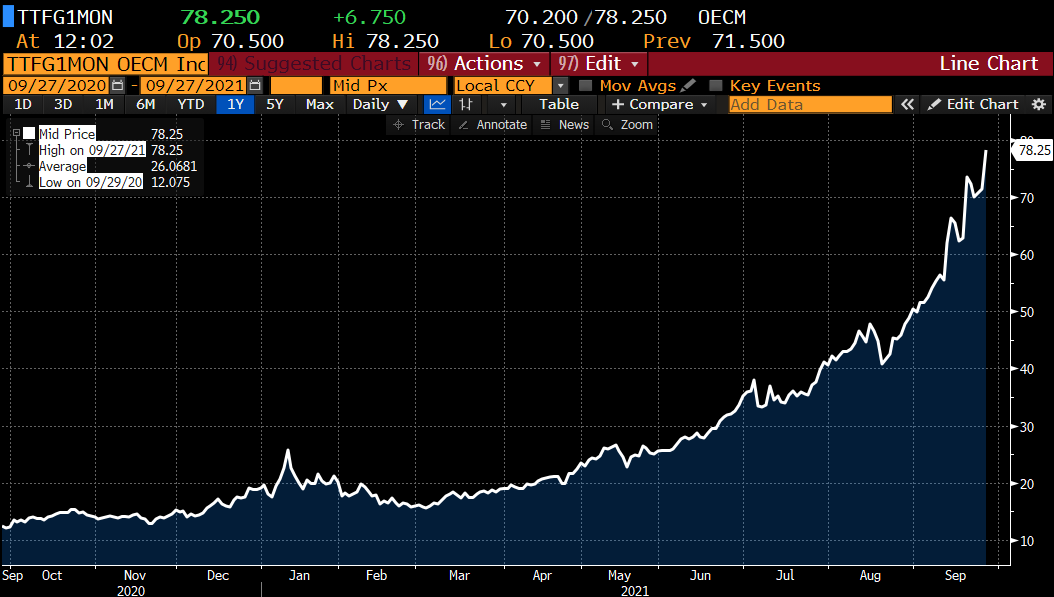 TTFG1MON 78.250 +6.750 70.200 /78.250 OECM
At 12:02 Op 70.500 Hi 78.250 Lo 70.500 Prev 71.500
TTFG1MON OECM Inc 94) Suggested Charts 96) Actions 97) Edit Line Chart
09/27/2020 - 09/27/2021 Mid Px Local CCY Mov Avgs Key Events
1D 3D 1M 6M YTD 1Y 5Y Max Daily ▼ Table + Compare Add Data « Edit Chart
Track Annotate News Zoom
Mid Price 78.25
High on 09/27/21 78.25
Average 26.0681
Low on 09/29/20 12.075
80
78.25
70
60
50
40
30
20
10
Sep Oct Nov Dec Jan Feb Mar Apr May Jun Jul Aug Sep
2020 2021